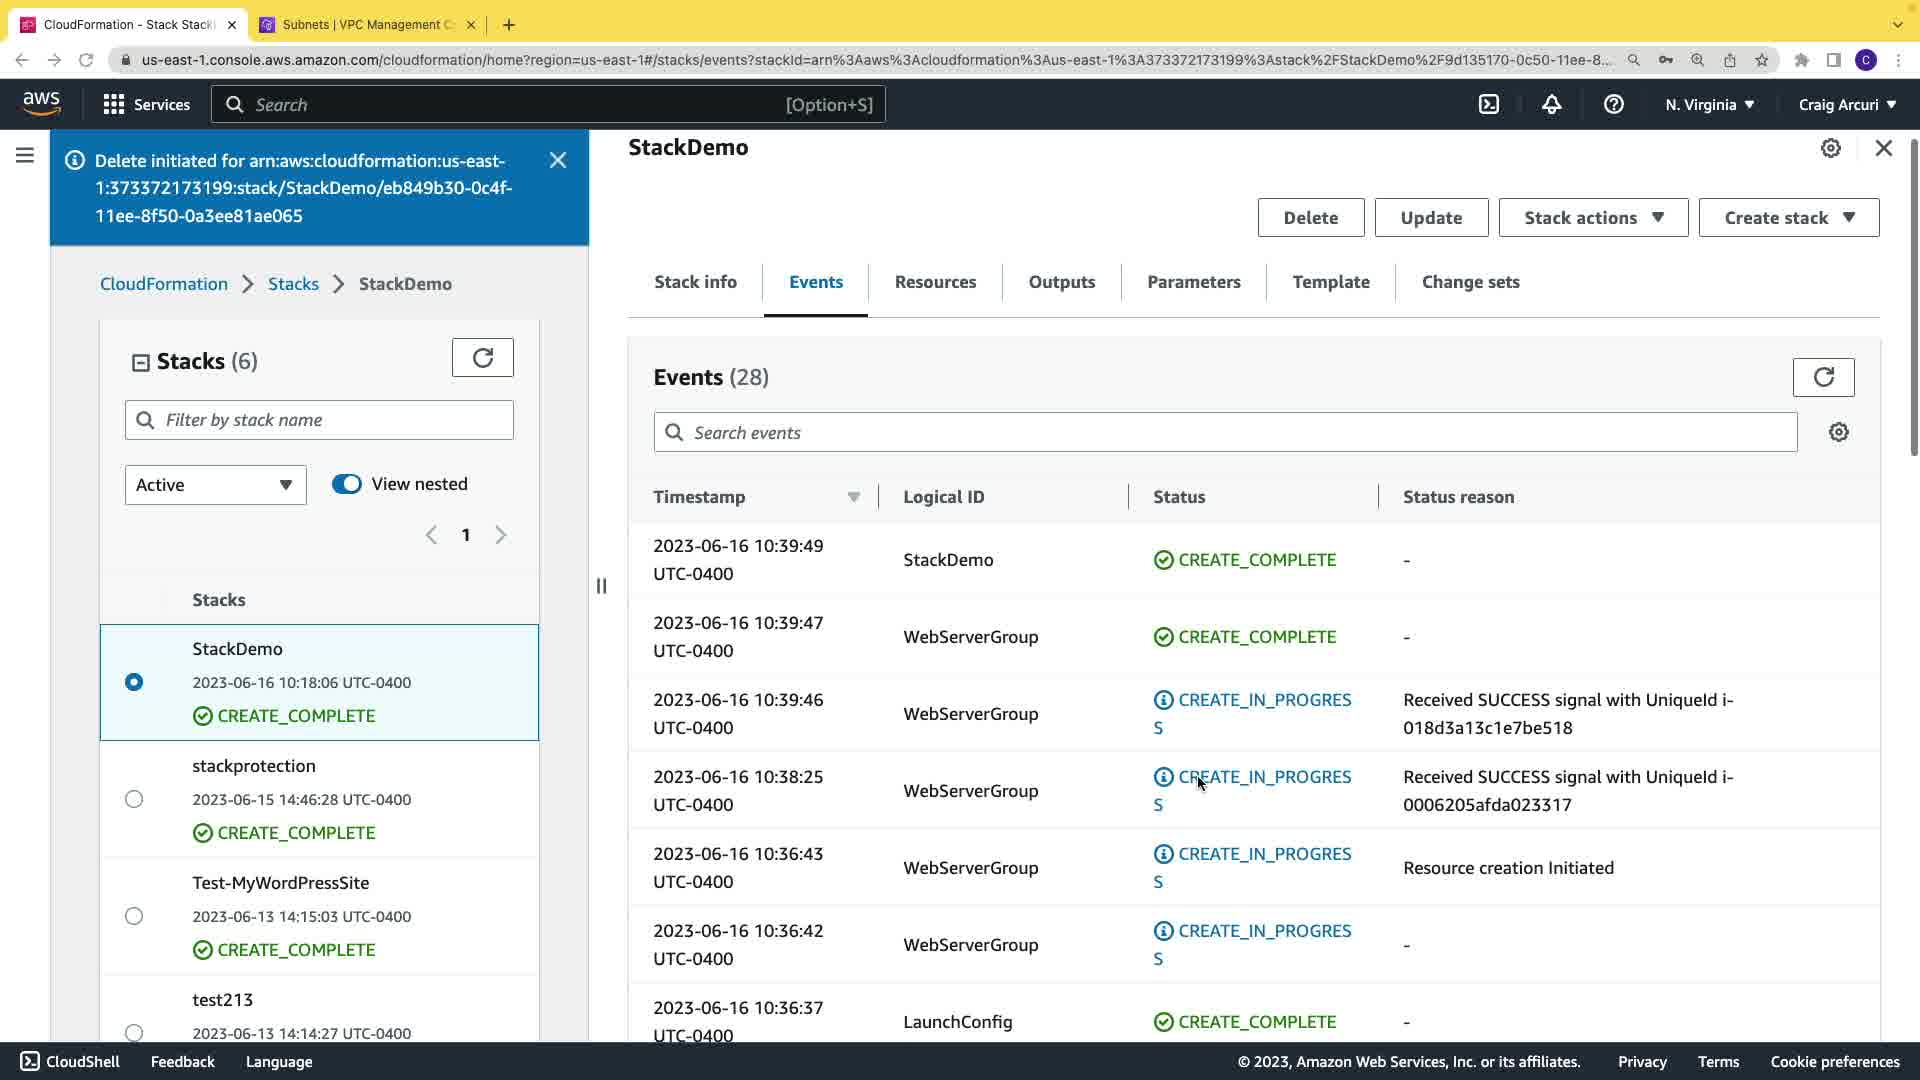 CloudFormation - Stack Stack
Subnets | VPC Management C
us-east-1.console.aws.amazon.com/cloudformation/home?region=us-east-1#/stacks/events?stackId=arn%3Aaws%3Acloudformation%3Aus-east-1%3A373372173199%3Astack%2FStackDemo%2F9d135170-0c50-11ee-8...
C
aws
Services
Search
[Option+S]
N. Virginia
Craig Arcuri
Delete initiated for arn:aws:cloudformation:us-east-
1:373372173199:stack/StackDemo/eb849b30-0c4f-
11ee-8f50-0a3ee81ae065
CloudFormation > Stacks > StackDemo
Stacks (6)
Filter by stack name
Active
View nested
1
Stacks
StackDemo
2023-06-16 10:18:06 UTC-0400
CREATE_COMPLETE
stackprotection
2023-06-15 14:46:28 UTC-0400
CREATE_COMPLETE
Test-MyWordPressSite
2023-06-13 14:15:03 UTC-0400
CREATE_COMPLETE
test213
2023-06-13 14:14:27 UTC-0400
StackDemo
Delete
Update
Stack actions
Create stack
Stack info
Events
Resources
Outputs
Parameters
Template
Change sets
Events (28)
Search events
Timestamp
Logical ID
Status
Status reason
2023-06-16 10:39:49
UTC-0400
StackDemo
CREATE_COMPLETE
-
2023-06-16 10:39:47
UTC-0400
WebServerGroup
CREATE_COMPLETE
-
2023-06-16 10:39:46
UTC-0400
WebServerGroup
CREATE_IN_PROGRES
S
Received SUCCESS signal with UniqueId i-
018d3a13c1e7be518
2023-06-16 10:38:25
UTC-0400
WebServerGroup
CREATE_IN_PROGRES
S
Received SUCCESS signal with UniqueId i-
0006205afda023317
2023-06-16 10:36:43
UTC-0400
WebServerGroup
CREATE_IN_PROGRES
S
Resource creation Initiated
2023-06-16 10:36:42
UTC-0400
WebServerGroup
CREATE_IN_PROGRES
S
-
2023-06-16 10:36:37
UTC-0400
LaunchConfig
CREATE_COMPLETE
-
CloudShell
Feedback
Language
© 2023, Amazon Web Services, Inc. or its affiliates.
Privacy
Terms
Cookie preferences